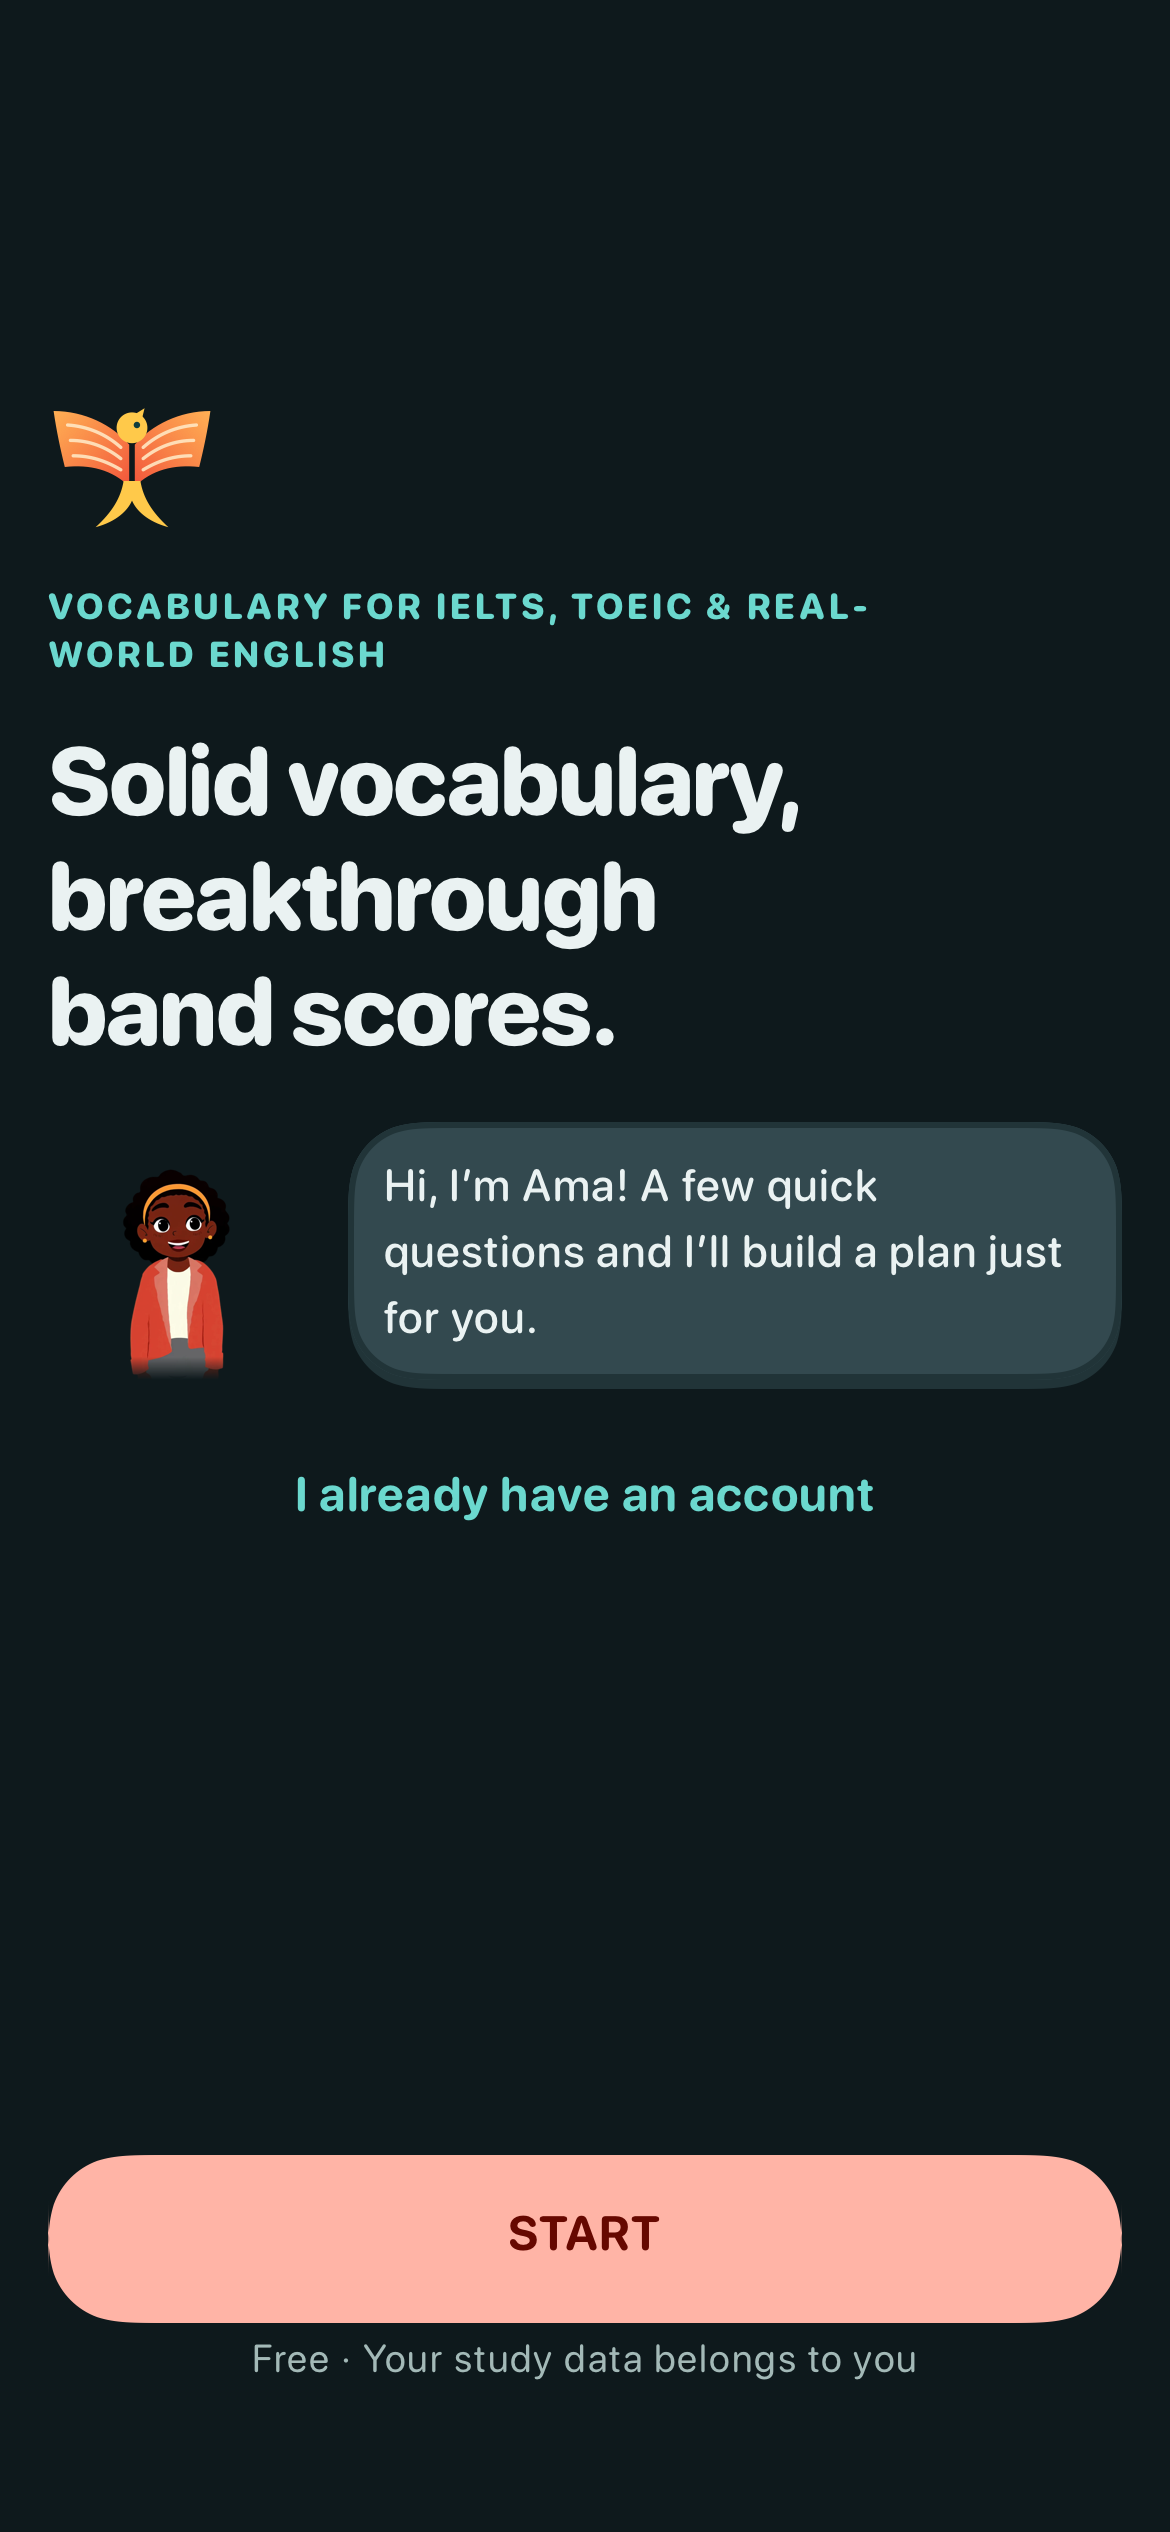 VOCABULARY FOR IELTS, TOEIC & REAL-
WORLD ENGLISH
Solid vocabulary,
breakthrough
band scores.
Hi, I’m Ama! A few quick
questions and I’ll build a plan just
for you.
I already have an account
START
Free · Your study data belongs to you